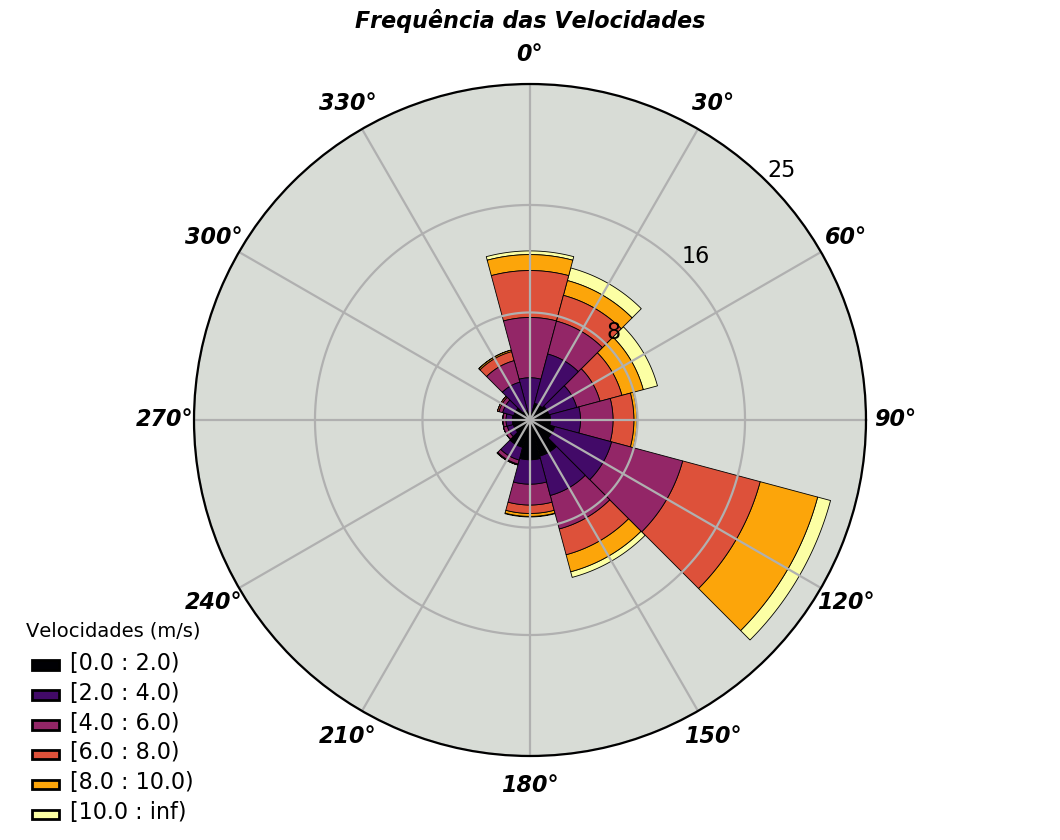 Frequência das Velocidades
0°
330°
30°
25
300°
60°
16
8
270°
90°
240°
120°
Velocidades (m/s)
[0.0 : 2.0)
[2.0 : 4.0)
[4.0 : 6.0)
210°
150°
[6.0 : 8.0)
180°
[8.0 : 10.0)
[10.0 : inf)